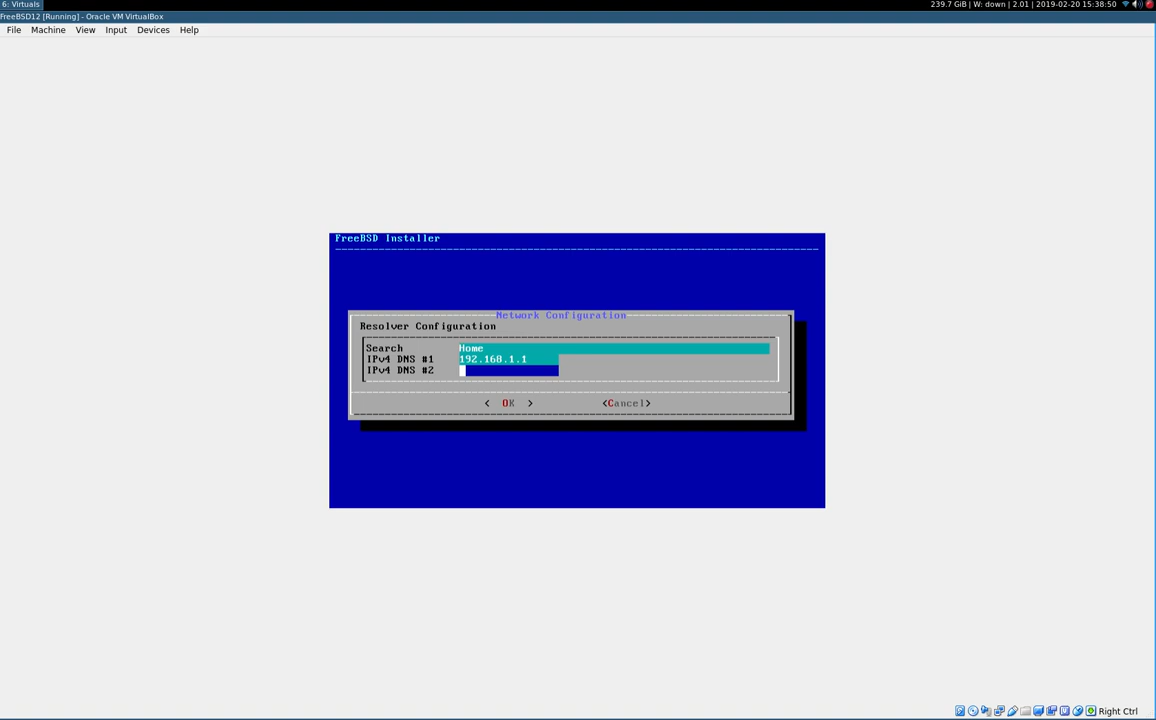 6: Virtuals
239.7 GiB | W: down | 2.01 | 2019-02-20 15:38:50
FreeBSD12 [Running] - Oracle VM VirtualBox
File Machine View Input Devices Help
FreeBSD Installer
Network Configuration
Resolver Configuration
Search Home
IPv4 DNS #1 192.168.1.1
IPv4 DNS #2
< OK > <Cancel>
Right Ctrl